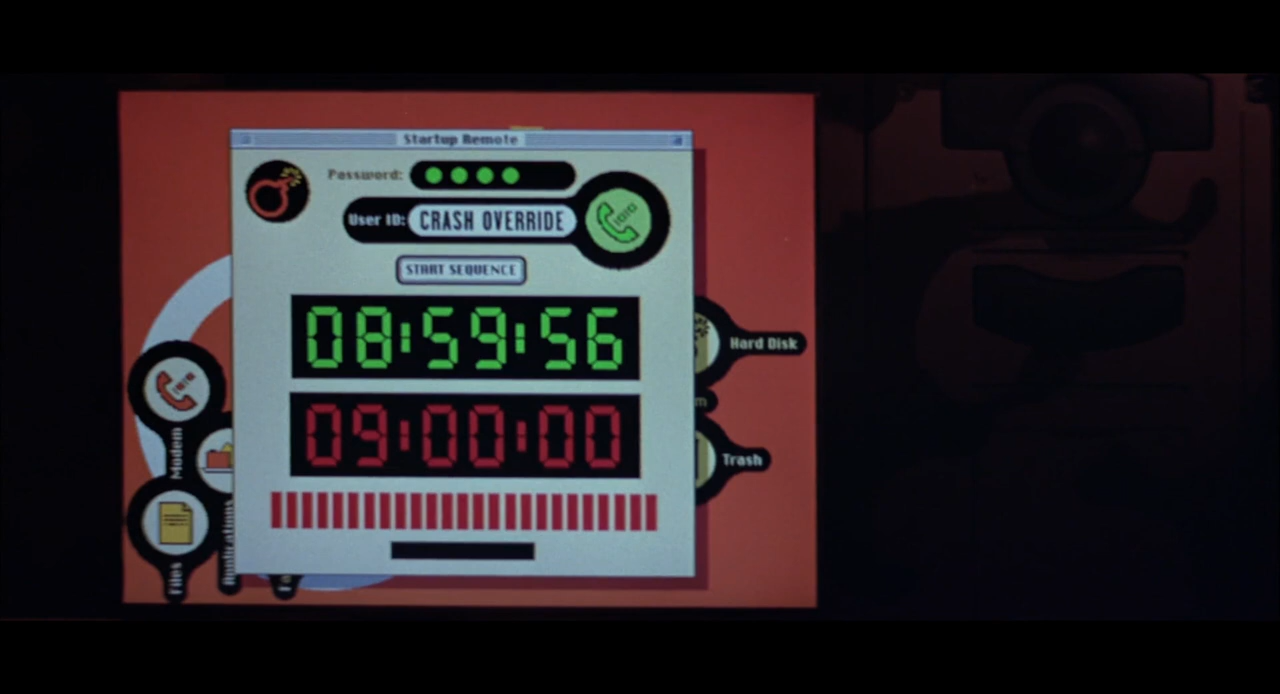 Startup Remote
Password:
User ID: CRASH OVERRIDE
START SEQUENCE
08:59:56
09:00:00
Hard Disk
Trash
Modem
Applications
Files